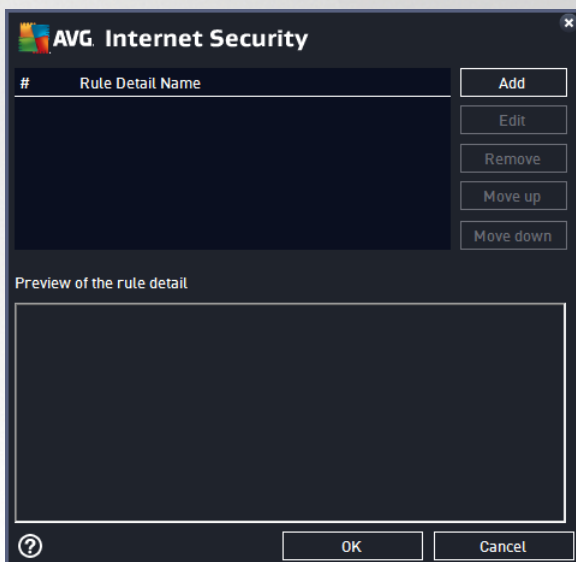 AVG. Internet Security
# Rule Detail Name
Add
Edit
Remove
Move up
Move down
Preview of the rule detail
?
OK
Cancel